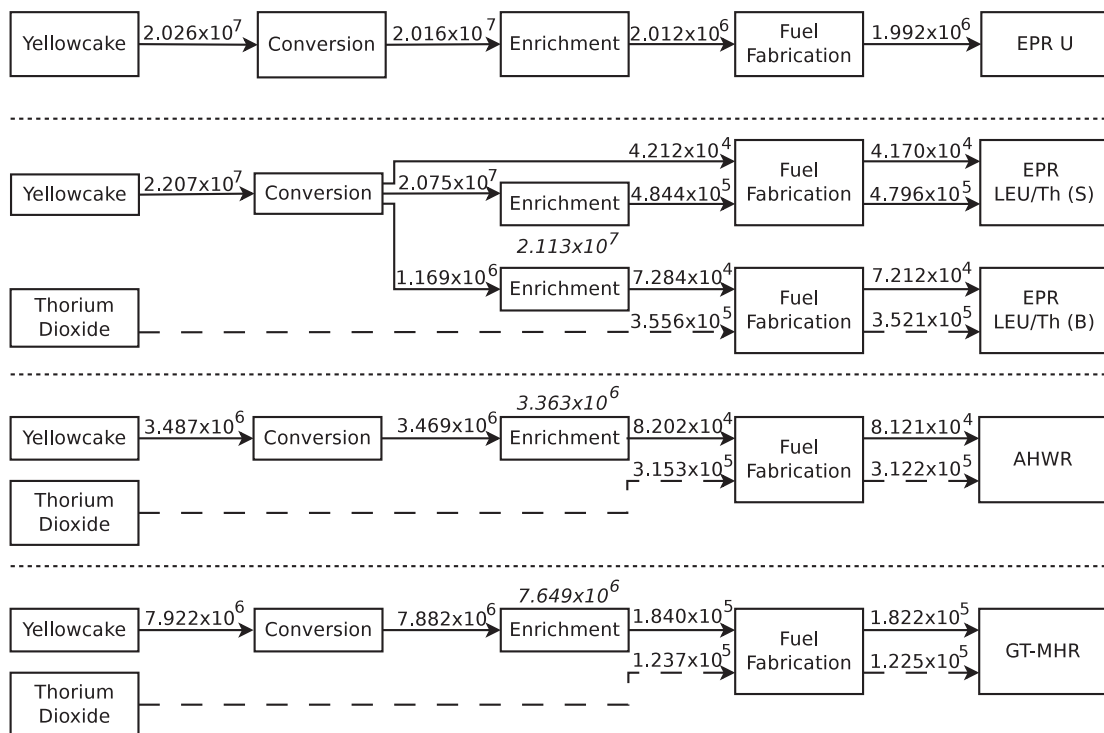 Yellowcake
2.026x10^7
Conversion
2.016x10^7
Enrichment
2.012x10^6
Fuel
Fabrication
1.992x10^6
EPR U
Yellowcake
2.207x10^7
Conversion
4.212x10^4
2.075x10^7
Enrichment
4.844x10^5
Fuel
Fabrication
4.170x10^4
4.796x10^5
EPR
LEU/Th (S)
2.113x10^7
1.169x10^6
Enrichment
7.284x10^4
Thorium
Dioxide
3.556x10^5
Fuel
Fabrication
7.212x10^4
3.521x10^5
EPR
LEU/Th (B)
3.363x10^6
Yellowcake
3.487x10^6
Conversion
3.469x10^6
Enrichment
8.202x10^4
Thorium
Dioxide
3.153x10^5
Fuel
Fabrication
8.121x10^4
3.122x10^5
AHWR
7.649x10^6
Yellowcake
7.922x10^6
Conversion
7.882x10^6
Enrichment
1.840x10^5
Thorium
Dioxide
1.237x10^5
Fuel
Fabrication
1.822x10^5
1.225x10^5
GT-MHR